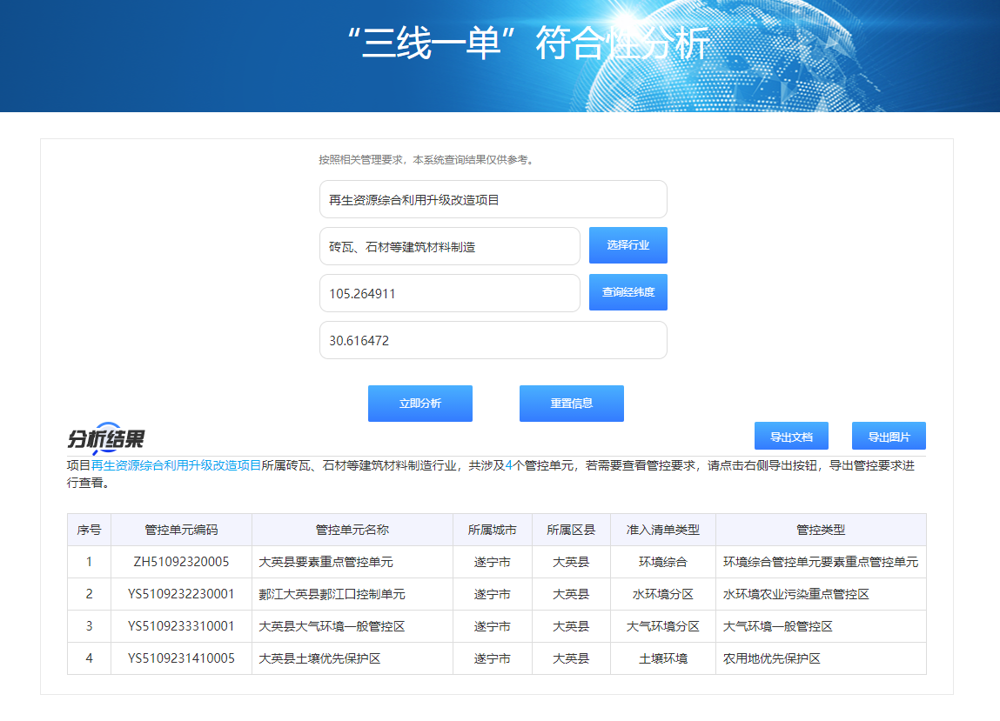 “三线一单”符合性分析
按照相关管理要求，本系统查询结果仅供参考。
再生资源综合利用升级改造项目
砖瓦、石材等建筑材料制造 选择行业
105.264911 查询经纬度
30.616472
立即分析 重置信息
分析结果 导出文档 导出图片
项目再生资源综合利用升级改造项目所属砖瓦、石材等建筑材料制造行业，共涉及4个管控单元，若需要查看管控要求，请点击右侧导出按钮，导出管控要求进
行查看。
序号 管控单元编码 管控单元名称 所属城市 所属区县 准入清单类型 管控类型
1 ZH51092320005 大英县要素重点管控单元 遂宁市 大英县 环境综合 环境综合管控单元要素重点管控单元
2 YS5109232230001 郪江大英县郪江口控制单元 遂宁市 大英县 水环境分区 水环境农业污染重点管控区
3 YS5109233310001 大英县大气环境一般管控区 遂宁市 大英县 大气环境分区 大气环境一般管控区
4 YS5109231410005 大英县土壤优先保护区 遂宁市 大英县 土壤环境 农用地优先保护区